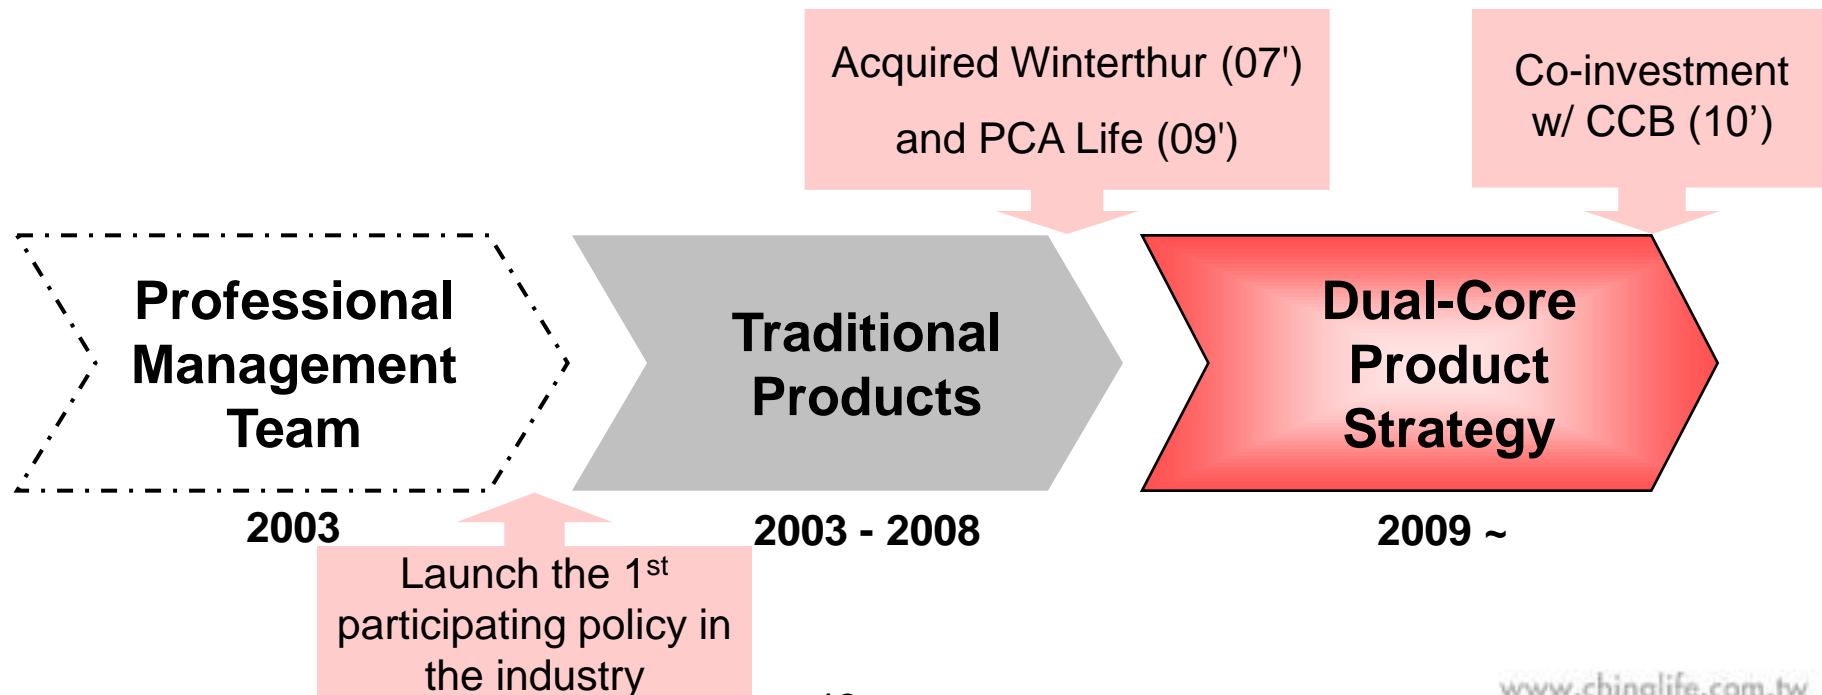 Acquired Winterthur (07')
and PCA Life (09')
Co-investment
w/ CCB (10’)
Professional
Management
Team
Traditional
Products
Dual-Core
Product
Strategy
2003
2003 - 2008
2009 ~
Launch the 1st
participating policy in
the industry
www.chinalife.com.tw